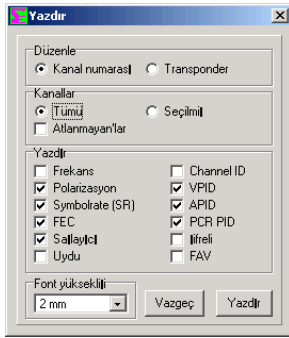 Yazdır
Düzenle
Kanal numarası Transponder
Kanallar
Tümü Seçilmiş
Atlanmayan'lar
Yazdır
Frekans Channel ID
Polarizasyon VPID
Symbolrate (SR) APID
FEC PCR PID
Sağlayıcı Şifreli
Uydu FAV
Font yüksekliği
2 mm Vazgeç Yazdır